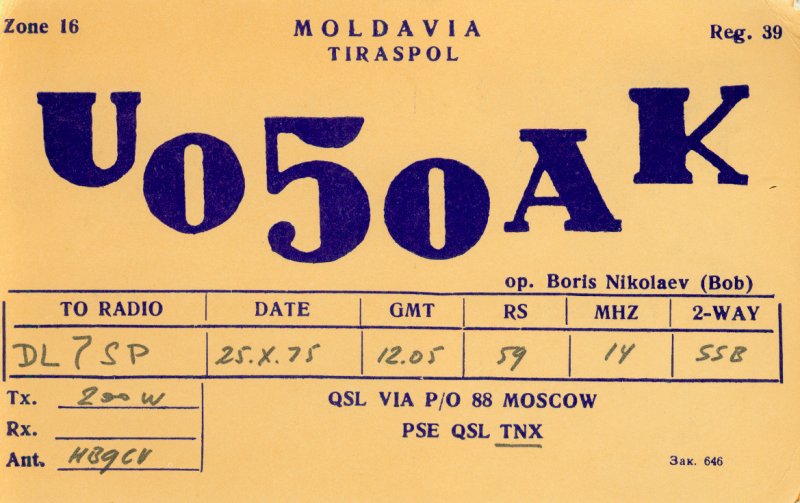 Zone 16
MOLDAVIA
TIRASPOL
Reg. 39
UO5OAK
op. Boris Nikolaev (Bob)
TO RADIO DATE GMT RS MHZ 2-WAY
DL7SP 25.X.75 12.05 59 14 SSB
Tx. 200W
Rx.
Ant. HB9CV
QSL VIA P/O 88 MOSCOW
PSE QSL TNX
Зак. 646